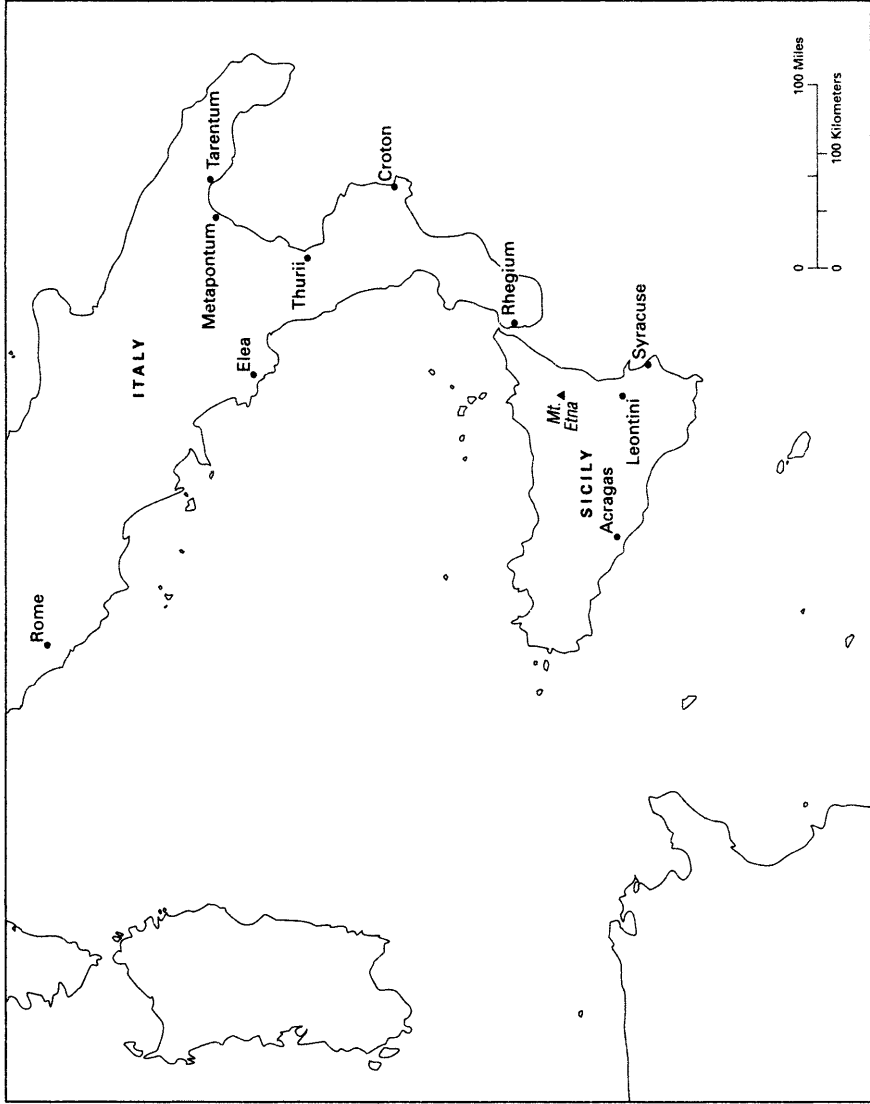 Rome
ITALY
Tarentum
Metapontum
Elea
Thurii
Croton
Rhegium
Mt.
Etna
SICILY
Acragas
Leontini
Syracuse
0 100 Miles
0 100 Kilometers